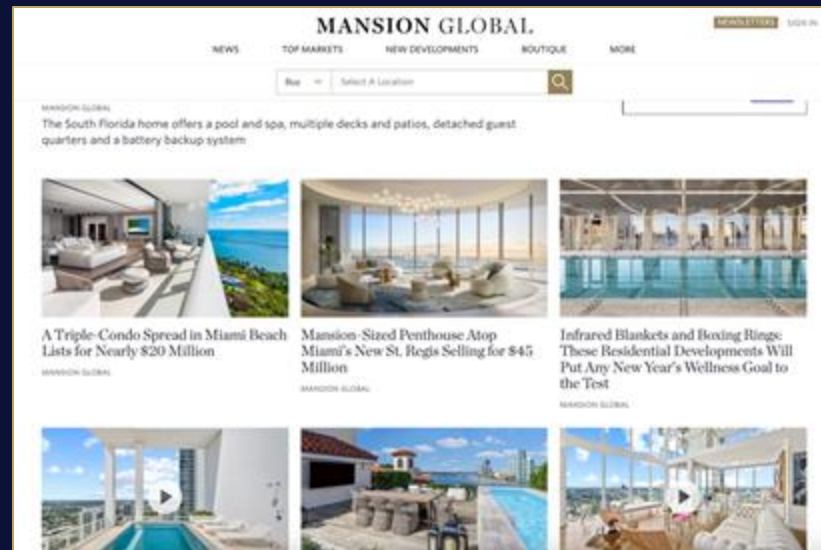 MANSION GLOBAL
NEWSLETTERS
SIGN IN
NEWS
TOP MARKETS
NEW DEVELOPMENTS
BOUTIQUE
MORE
Buy
Select A Location
MANSION GLOBAL
The South Florida home offers a pool and spa, multiple decks and patios, detached guest
quarters and a battery backup system
A Triple-Condo Spread in Miami Beach
Lists for Nearly $20 Million
MANSION GLOBAL
Mansion-Sized Penthouse Atop
Miami's New St. Regis Selling for $45
Million
MANSION GLOBAL
Infrared Blankets and Boxing Rings:
These Residential Developments Will
Put Any New Year's Wellness Goal to
the Test
MANSION GLOBAL